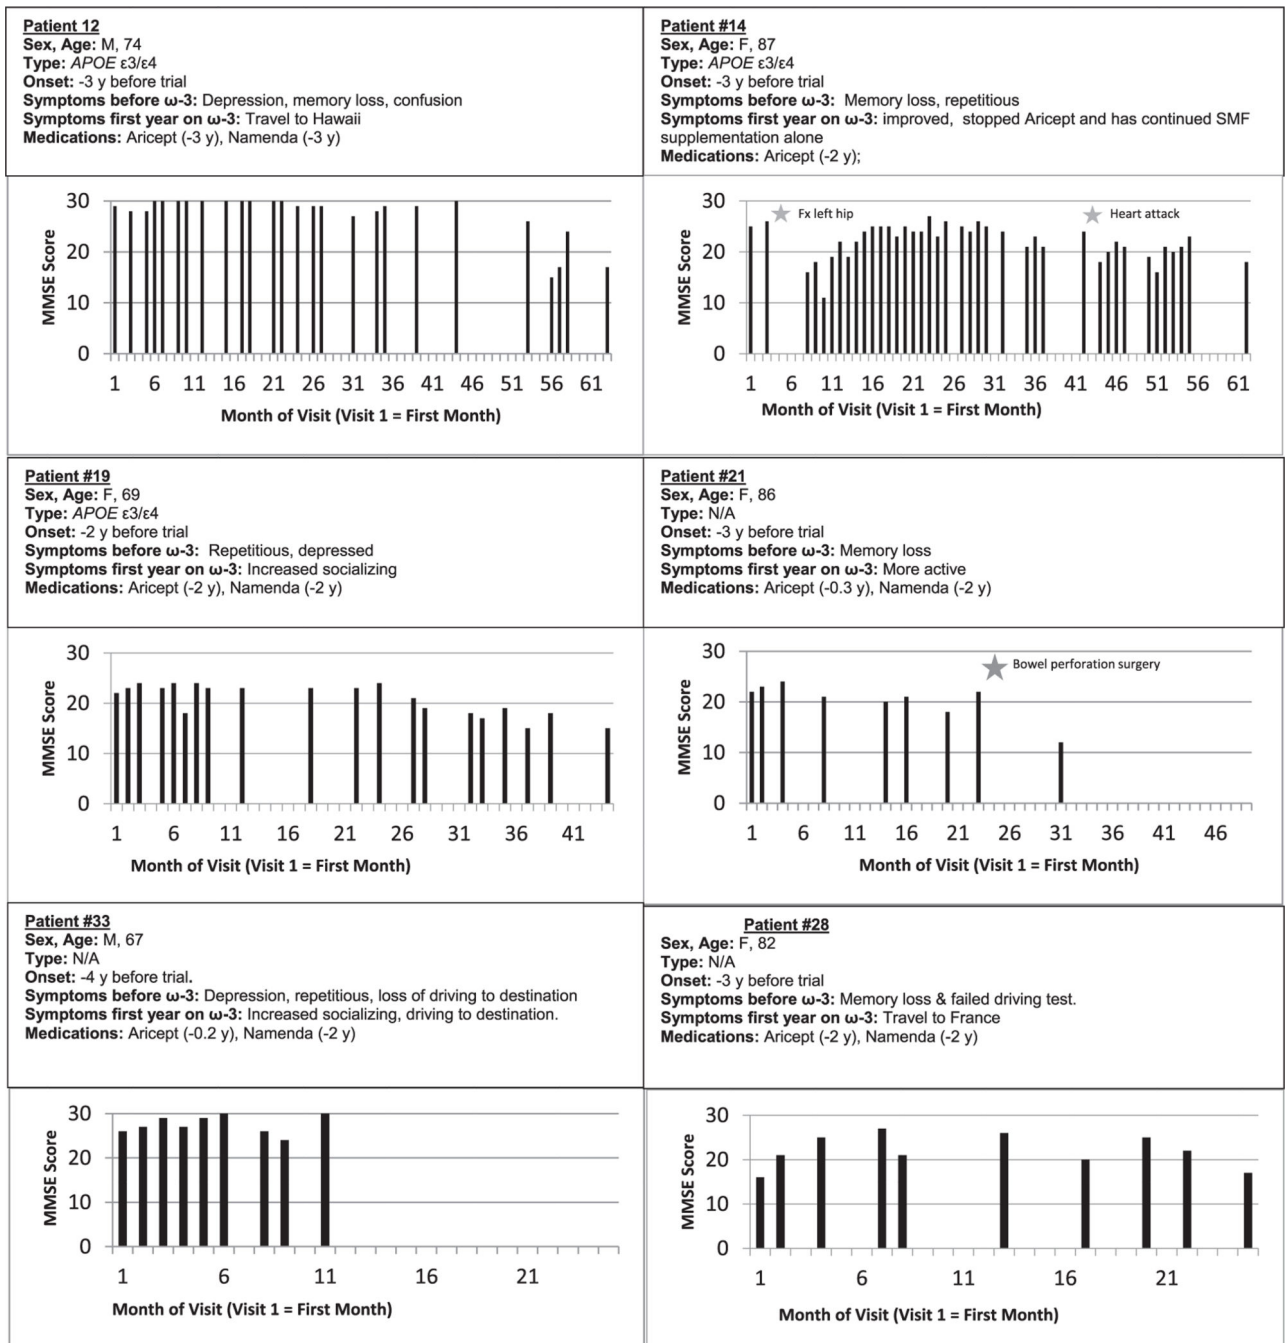 Patient 12
Sex, Age: M, 74
Type: APOE ε3/ε4
Onset: -3 y before trial
Symptoms before ω-3: Depression, memory loss, confusion
Symptoms first year on ω-3: Travel to Hawaii
Medications: Aricept (-3 y), Namenda (-3 y)
30
20
10
0
MMSE Score
1 6 11 16 21 26 31 36 41 46 51 56 61
Month of Visit (Visit 1 = First Month)
Patient #14
Sex, Age: F, 87
Type: APOE ε3/ε4
Onset: -3 y before trial
Symptoms before ω-3: Memory loss, repetitious
Symptoms first year on ω-3: improved, stopped Aricept and has continued SMF
supplementation alone
Medications: Aricept (-2 y);
30
20
10
0
MMSE Score
Fx left hip
Heart attack
1 6 11 16 21 26 31 36 41 46 51 56 61
Month of Visit (Visit 1 = First Month)
Patient #19
Sex, Age: F, 69
Type: APOE ε3/ε4
Onset: -2 y before trial
Symptoms before ω-3: Repetitious, depressed
Symptoms first year on ω-3: Increased socializing
Medications: Aricept (-2 y), Namenda (-2 y)
30
20
10
0
MMSE Score
1 6 11 16 21 26 31 36 41
Month of Visit (Visit 1 = First Month)
Patient #21
Sex, Age: F, 86
Type: N/A
Onset: -3 y before trial
Symptoms before ω-3: Memory loss
Symptoms first year on ω-3: More active
Medications: Aricept (-0.3 y), Namenda (-2 y)
30
20
10
0
MMSE Score
Bowel perforation surgery
1 6 11 16 21 26 31 36 41 46
Month of Visit (Visit 1 = First Month)
Patient #33
Sex, Age: M, 67
Type: N/A
Onset: -4 y before trial.
Symptoms before ω-3: Depression, repetitious, loss of driving to destination
Symptoms first year on ω-3: Increased socializing, driving to destination.
Medications: Aricept (-0.2 y), Namenda (-2 y)
30
20
10
0
MMSE Score
1 6 11 16 21
Month of Visit (Visit 1 = First Month)
Patient #28
Sex, Age: F, 82
Type: N/A
Onset: -3 y before trial
Symptoms before ω-3: Memory loss & failed driving test.
Symptoms first year on ω-3: Travel to France
Medications: Aricept (-2 y), Namenda (-2 y)
30
20
10
0
MMSE Score
1 6 11 16 21
Month of Visit (Visit 1 = First Month)